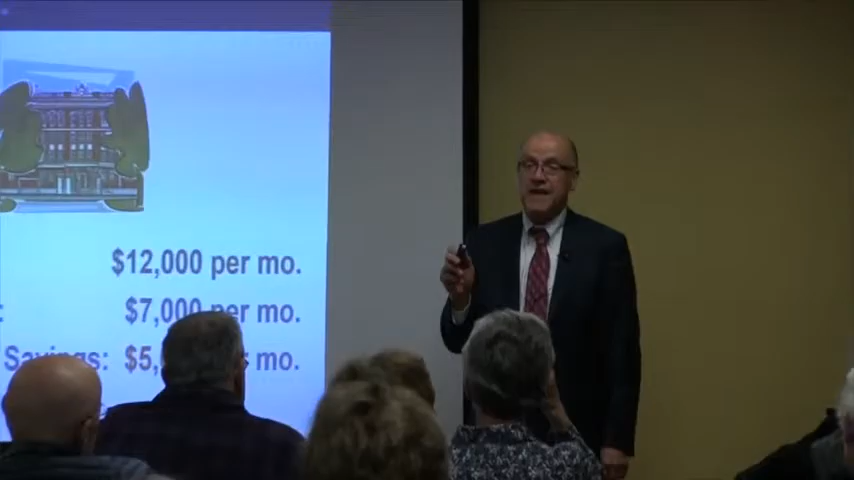 $12,000 per mo.
: $7,000 per mo.
Savings: $5, mo.